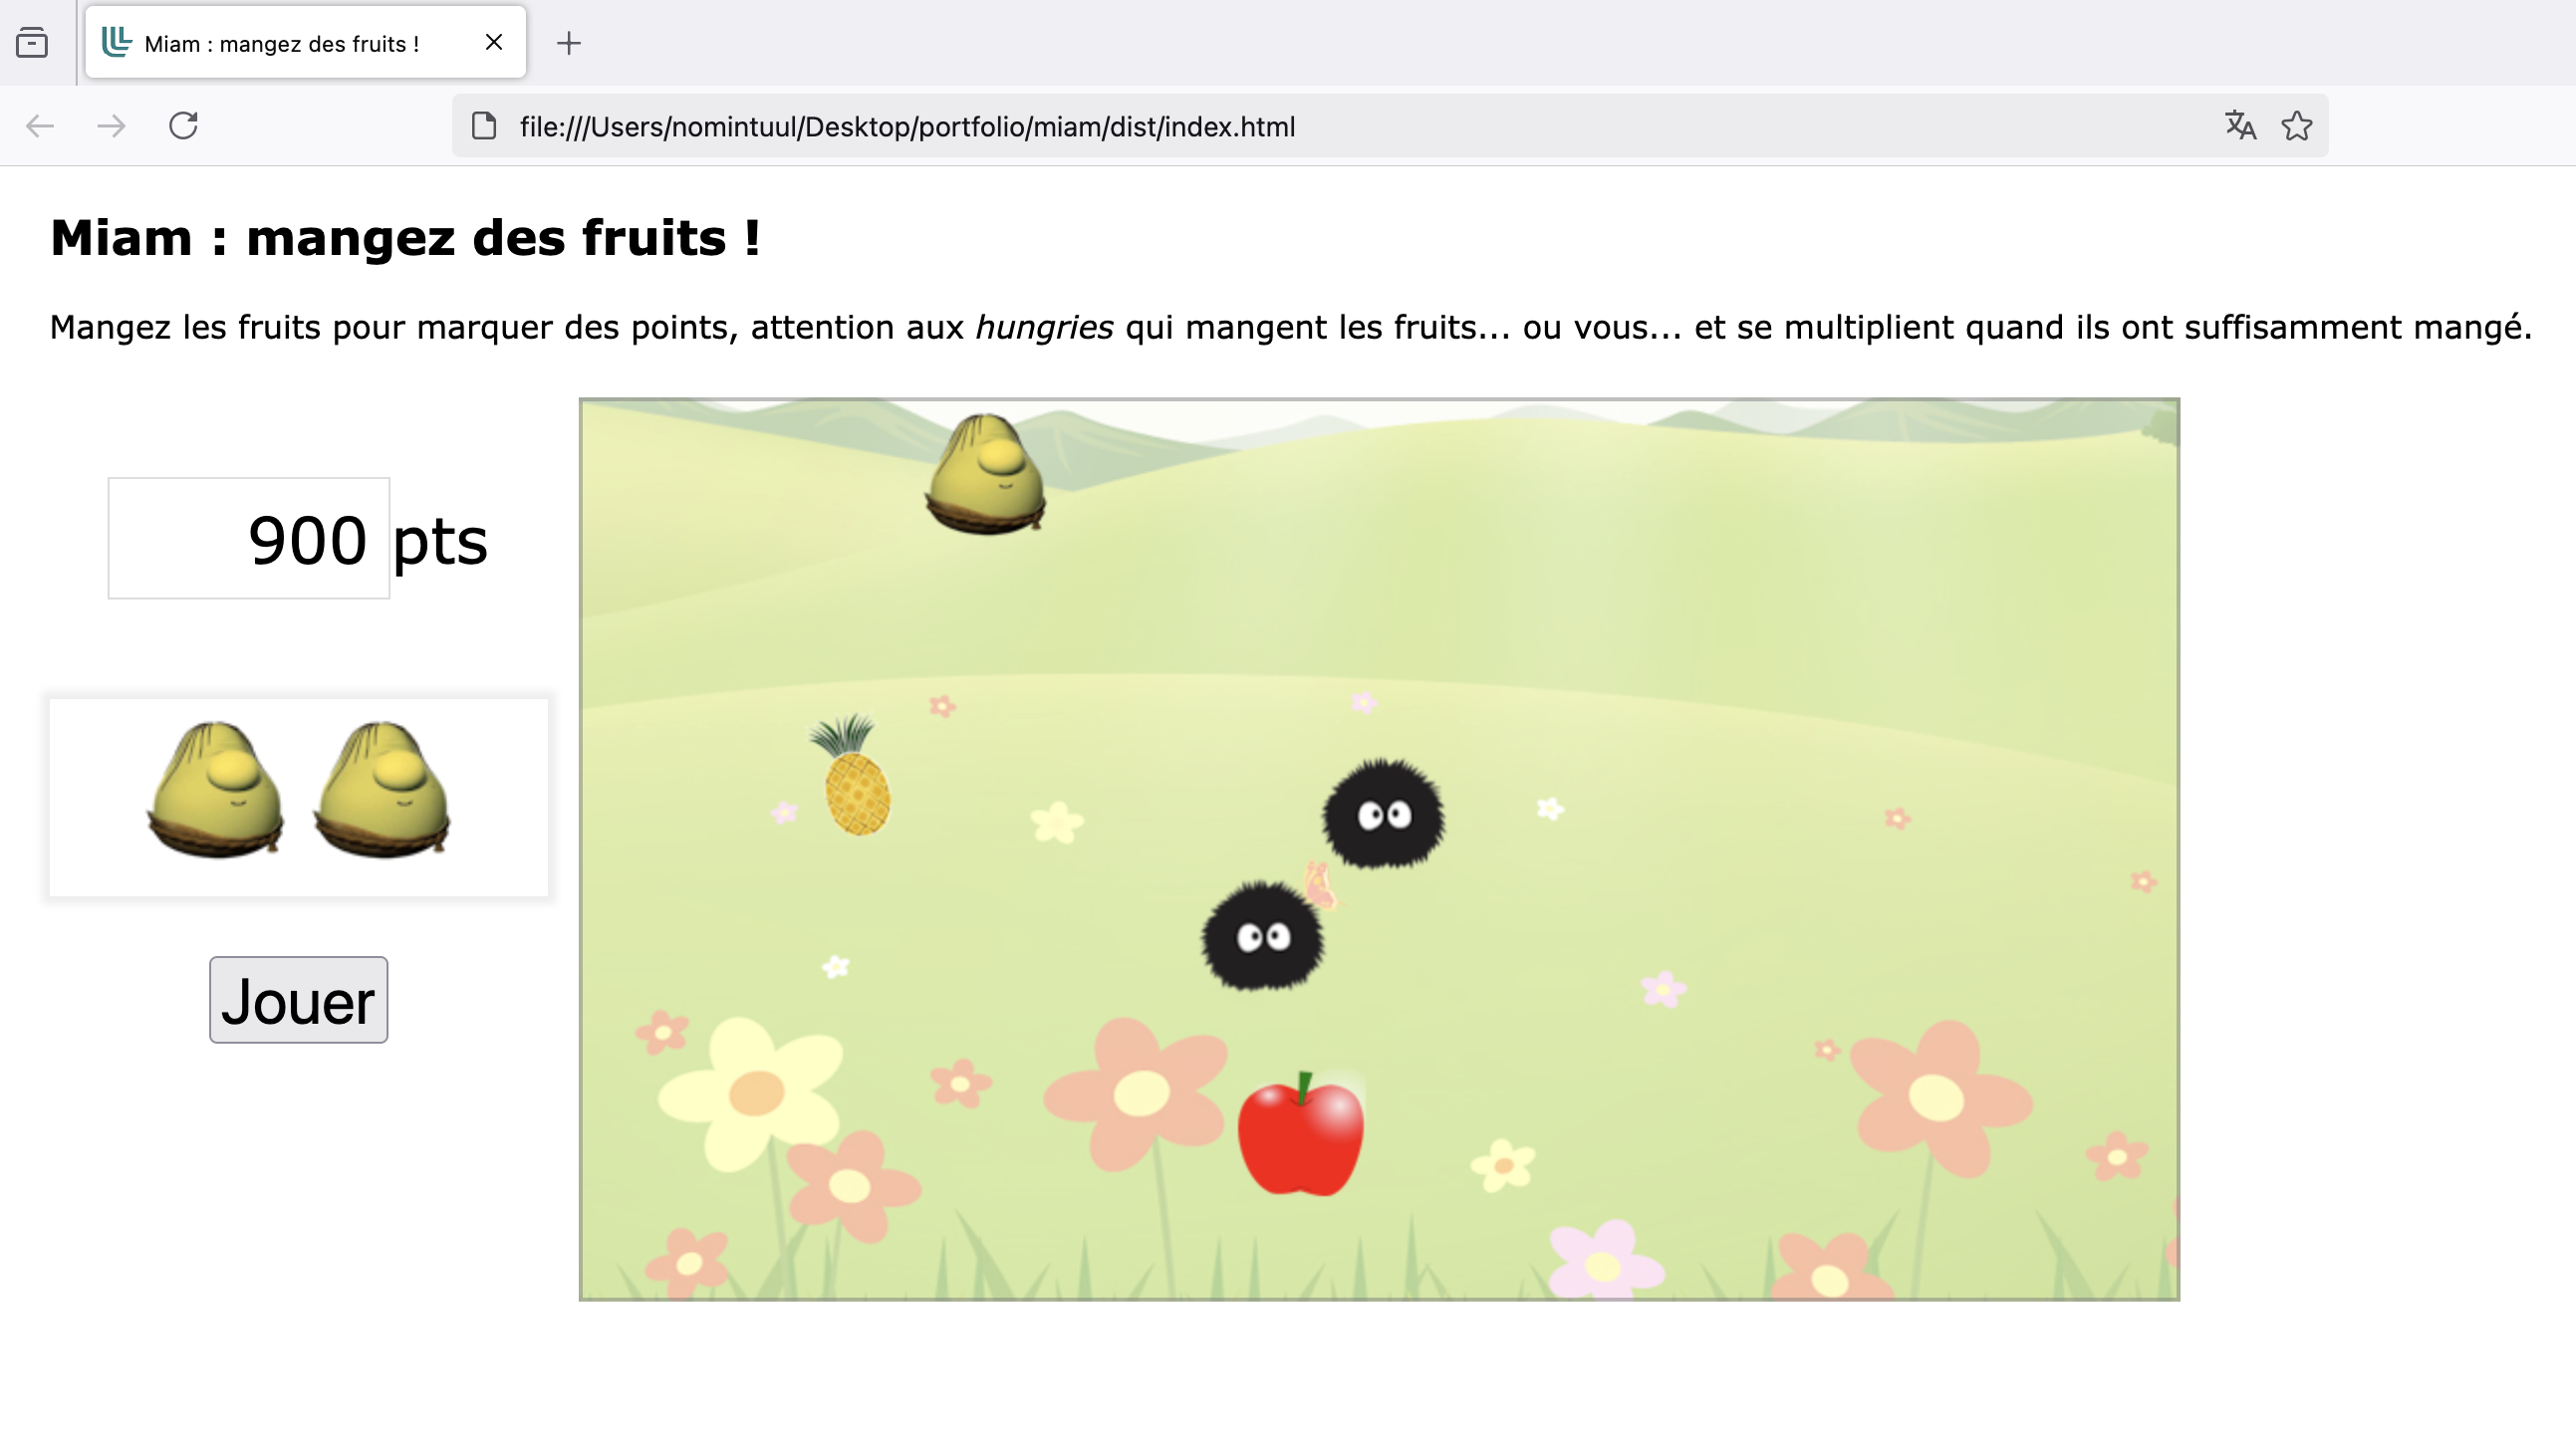 Miam : mangez des fruits !
file:///Users/nomintuul/Desktop/portfolio/miam/dist/index.html
Miam : mangez des fruits !
Mangez les fruits pour marquer des points, attention aux hungries qui mangent les fruits... ou vous... et se multiplient quand ils ont suffisamment mangé.
900 pts
Jouer